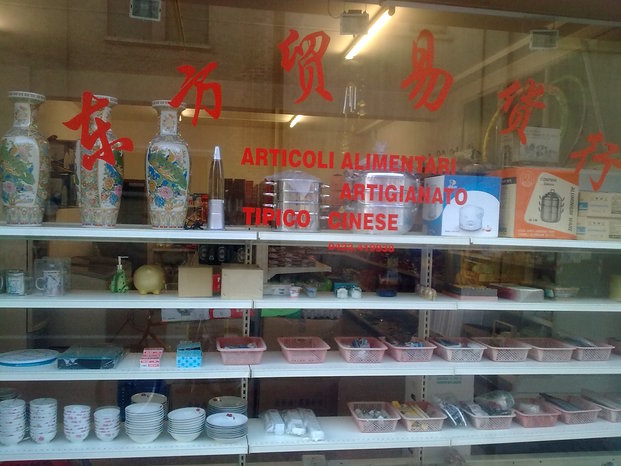 东方贸易货行
ARTICOLI ALIMENTARI
ARTIGIANATO
TIPICO CINESE